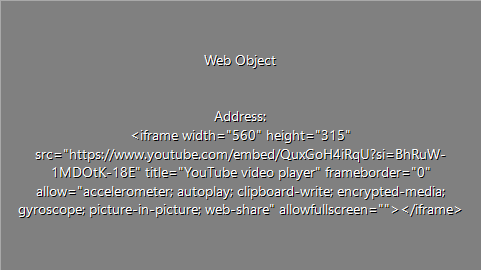 Web Object
Address:
<iframe width="560" height="315"
src="https://www.youtube.com/embed/QuxGoH4iRqU?si=BhRuW-
1MDOtK-18E" title="YouTube video player" frameborder="0"
allow="accelerometer; autoplay; clipboard-write; encrypted-media;
gyroscope; picture-in-picture; web-share" allowfullscreen=""></iframe>